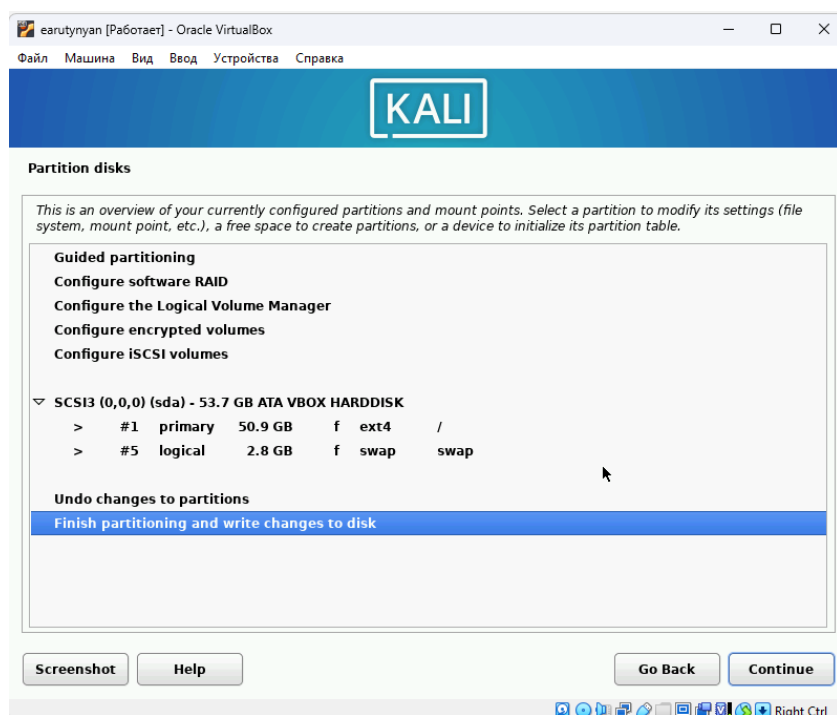 earutynyan [Работает] - Oracle VirtualBox
Файл Машина Вид Ввод Устройства Справка
KALI
Partition disks
This is an overview of your currently configured partitions and mount points. Select a partition to modify its settings (file
system, mount point, etc.), a free space to create partitions, or a device to initialize its partition table.
Guided partitioning
Configure software RAID
Configure the Logical Volume Manager
Configure encrypted volumes
Configure iSCSI volumes
SCSI3 (0,0,0) (sda) - 53.7 GB ATA VBOX HARDDISK
> #1 primary 50.9 GB f ext4 /
> #5 logical 2.8 GB f swap swap
Undo changes to partitions
Finish partitioning and write changes to disk
Screenshot Help Go Back Continue
Right Ctrl